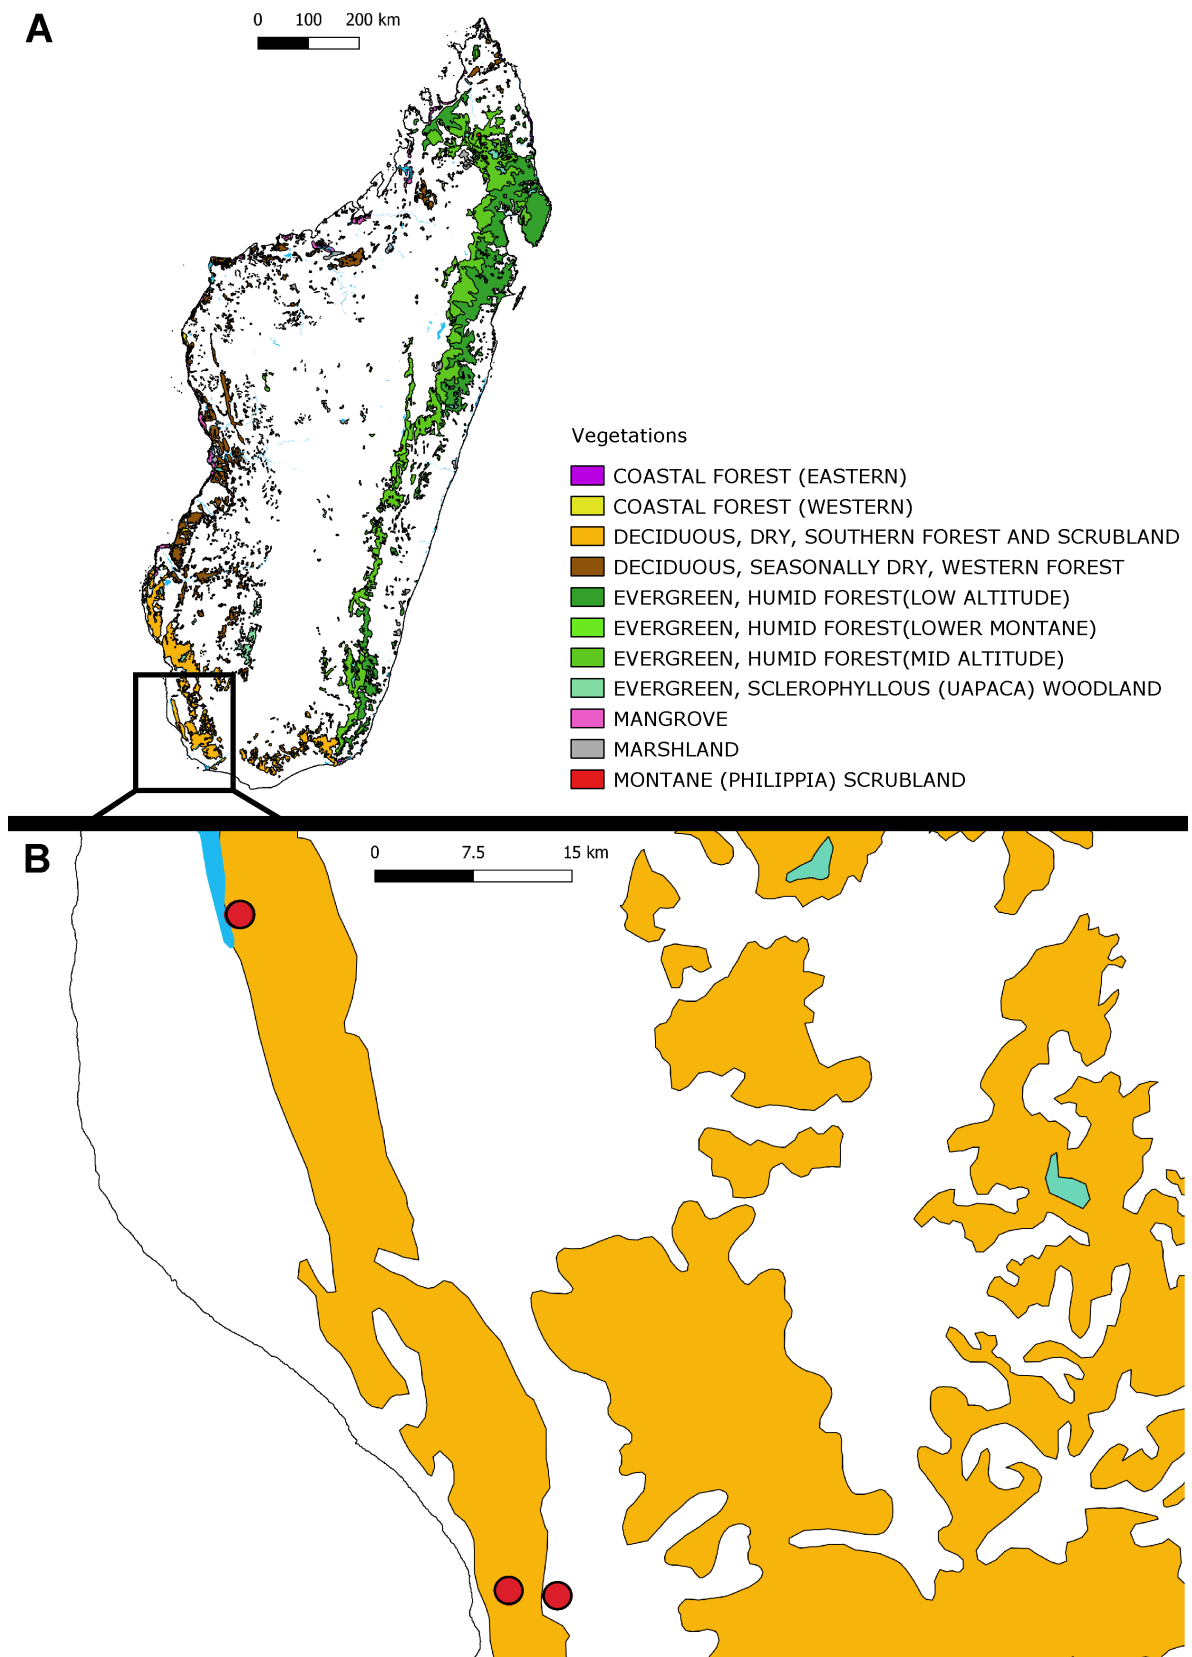 A
0 100 200 km
Vegetations
COASTAL FOREST (EASTERN)
COASTAL FOREST (WESTERN)
DECIDUOUS, DRY, SOUTHERN FOREST AND SCRUBLAND
DECIDUOUS, SEASONALLY DRY, WESTERN FOREST
EVERGREEN, HUMID FOREST(LOW ALTITUDE)
EVERGREEN, HUMID FOREST(LOWER MONTANE)
EVERGREEN, HUMID FOREST(MID ALTITUDE)
EVERGREEN, SCLEROPHYLLOUS (UAPACA) WOODLAND
MANGROVE
MARSHLAND
MONTANE (PHILIPPIA) SCRUBLAND
B
0 7.5 15 km